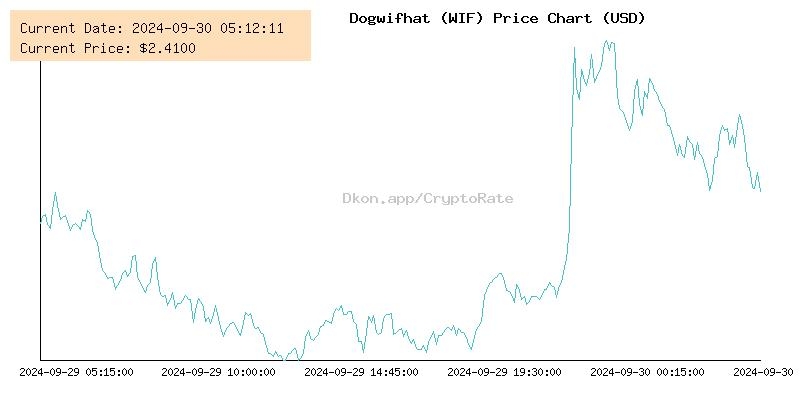 Dogwifhat (WIF) Price Chart (USD)
Current Date: 2024-09-30 05:12:11
Current Price: $2.4100
Dkon.app/CryptoRate
2024-09-29 05:15:00 2024-09-29 10:00:00 2024-09-29 14:45:00 2024-09-29 19:30:00 2024-09-30 00:15:00 2024-09-30